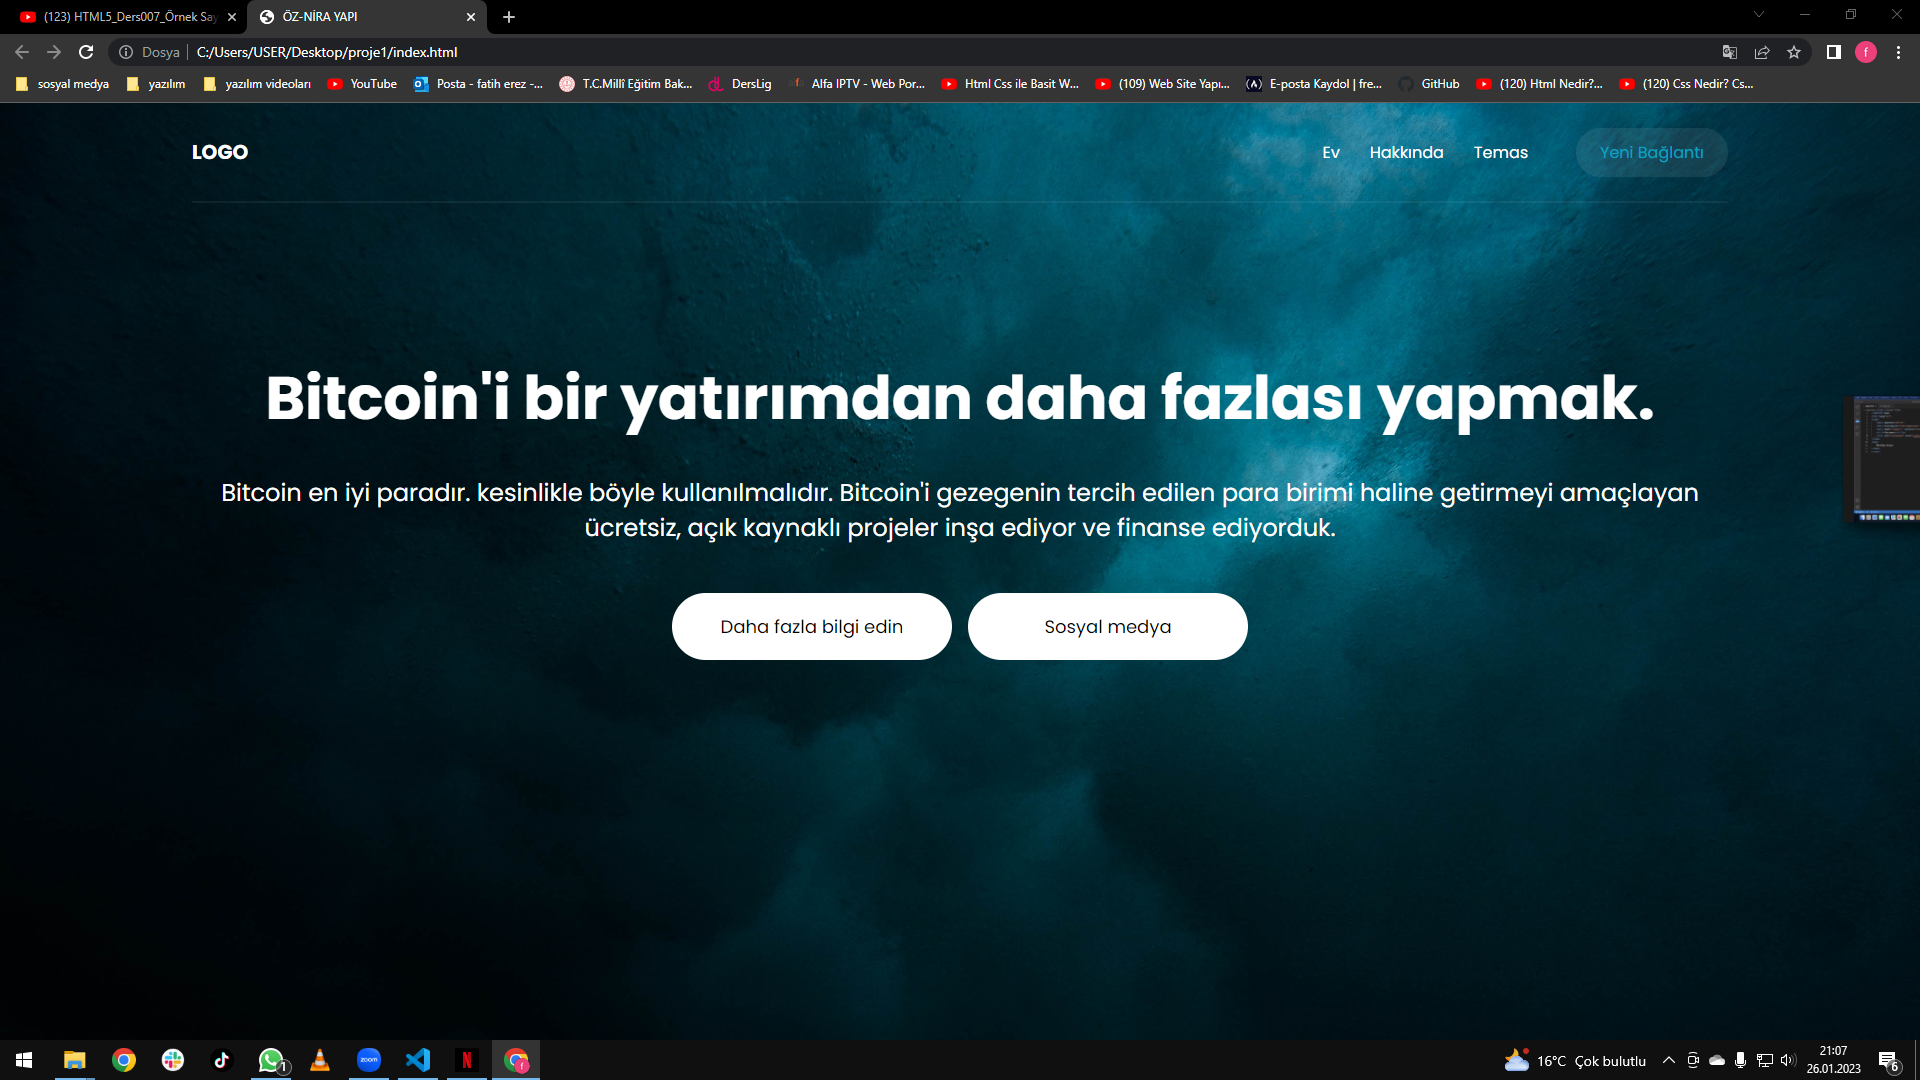 (123) HTML5_Ders007_Örnek Say
ÖZ-NİRA YAPI
Dosya
C:/Users/USER/Desktop/proje1/index.html
f
sosyal medya
yazılım
yazılım videoları
YouTube
Posta - fatih erez -...
T.C.Millî Eğitim Bak...
DersLig
Alfa IPTV - Web Por...
Html Css ile Basit W...
(109) Web Site Yapı...
E-posta Kaydol | fre...
GitHub
(120) Html Nedir?...
(120) Css Nedir? Cs...
LOGO
Ev
Hakkında
Temas
Yeni Bağlantı
Bitcoin'i bir yatırımdan daha fazlası yapmak.
Bitcoin en iyi paradır. kesinlikle böyle kullanılmalıdır. Bitcoin'i gezegenin tercih edilen para birimi haline getirmeyi amaçlayan
ücretsiz, açık kaynaklı projeler inşa ediyor ve finanse ediyorduk.
Daha fazla bilgi edin
Sosyal medya
1
zoom
N
f
16°C Çok bulutlu
21:07
26.01.2023
6